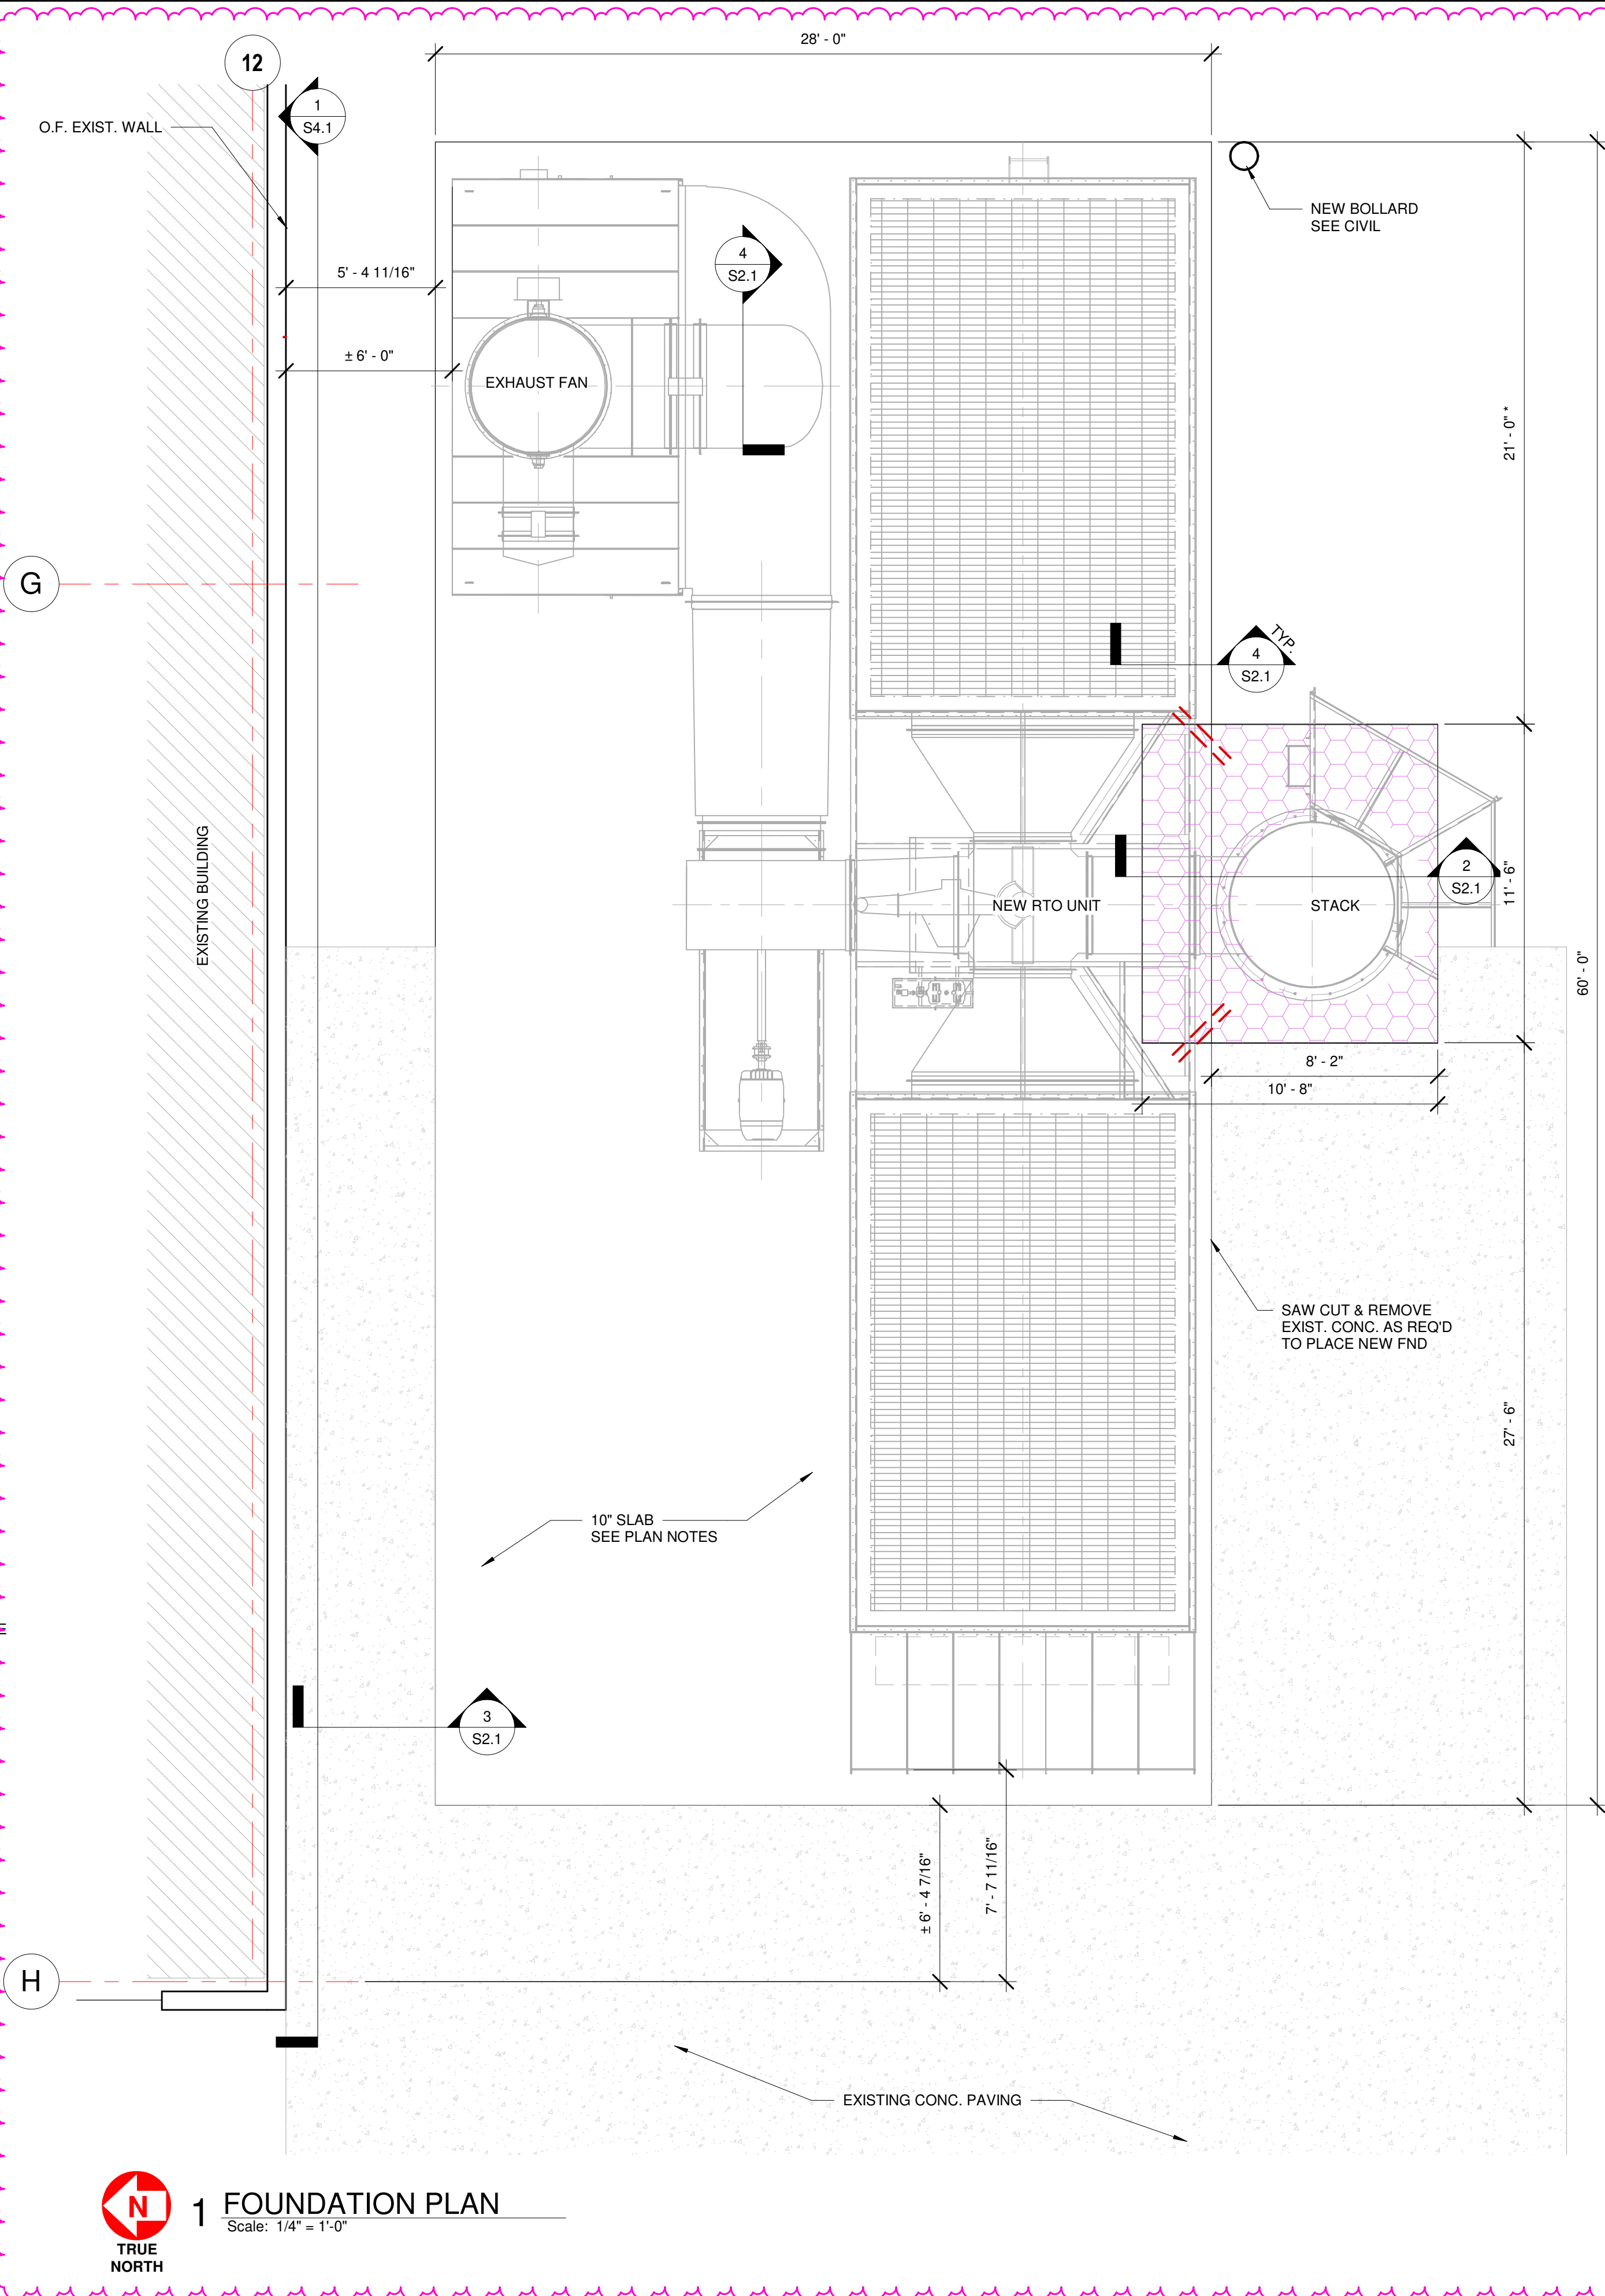 28' - 0"
12
1
S4.1
O.F. EXIST. WALL
NEW BOLLARD
SEE CIVIL
5' - 4 11/16"
4
S2.1
± 6' - 0"
EXHAUST FAN
21' - 0" *
G
TYP.
4
S2.1
EXISTING BUILDING
NEW RTO UNIT
STACK
2
S2.1
11' - 6"
60' - 0"
8' - 2"
10' - 8"
SAW CUT & REMOVE
EXIST. CONC. AS REQ'D
TO PLACE NEW FND
27' - 6"
10" SLAB
SEE PLAN NOTES
3
S2.1
± 6' - 4 7/16"
7' - 7 11/16"
H
EXISTING CONC. PAVING
N
TRUE
NORTH
1 FOUNDATION PLAN
Scale: 1/4" = 1'-0"